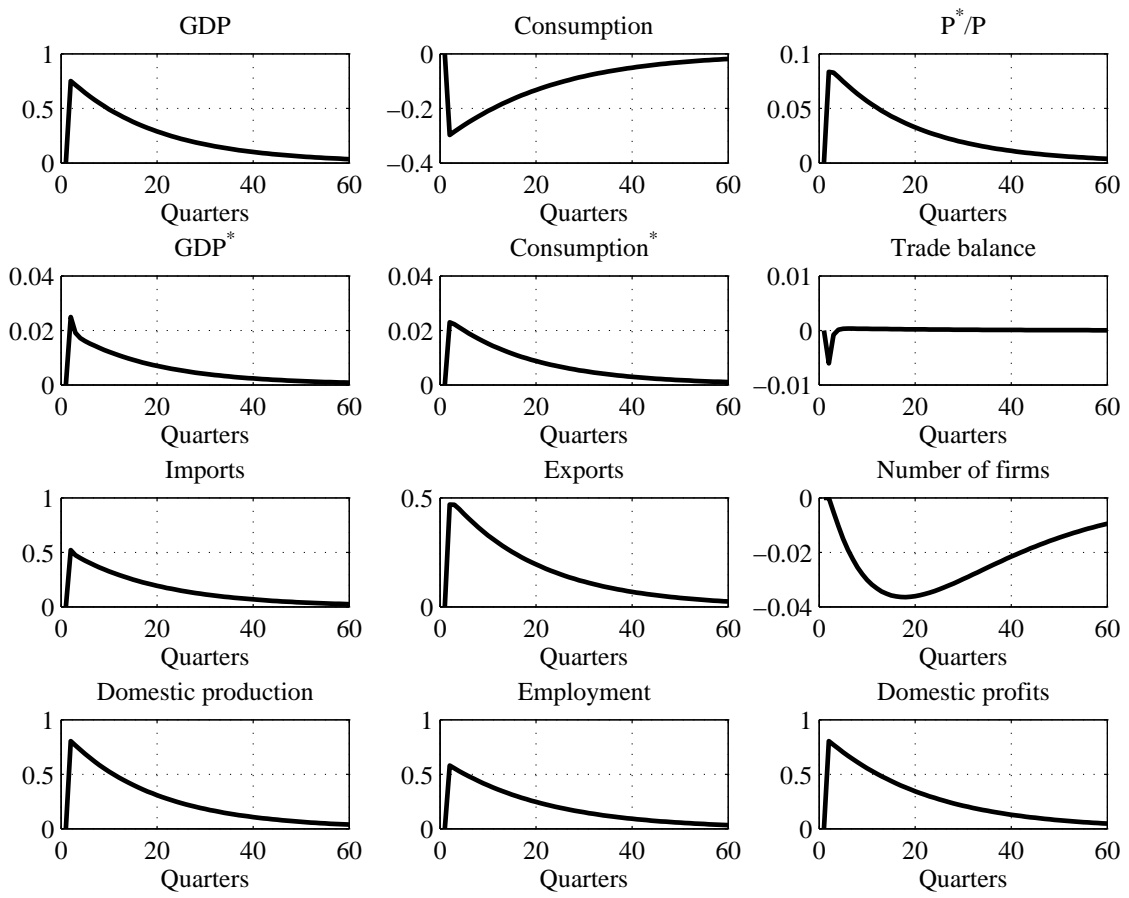 GDP
Consumption
P*/P
1
0.5
0
0 20 40 60
Quarters
0
−0.2
−0.4
0 20 40 60
Quarters
0.1
0.05
0
0 20 40 60
Quarters
GDP*
Consumption*
Trade balance
0.04
0.02
0
0 20 40 60
Quarters
0.04
0.02
0
0 20 40 60
Quarters
0.01
0
−0.01
0 20 40 60
Quarters
Imports
Exports
Number of firms
1
0.5
0
0 20 40 60
Quarters
0.5
0
0 20 40 60
Quarters
0
−0.02
−0.04
0 20 40 60
Quarters
Domestic production
Employment
Domestic profits
1
0.5
0
0 20 40 60
Quarters
1
0.5
0
0 20 40 60
Quarters
1
0.5
0
0 20 40 60
Quarters